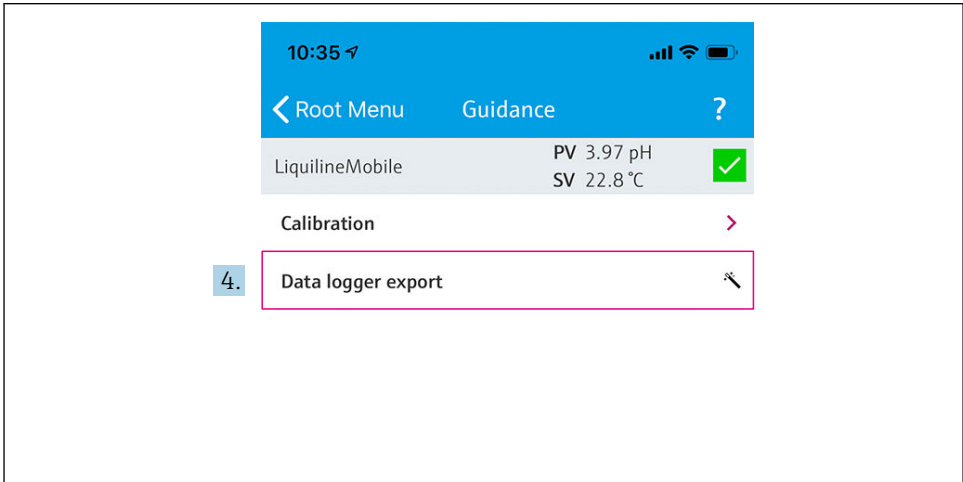 10:35
Root Menu Guidance ?
LiquilineMobile
PV 3.97 pH
SV 22.8 °C
Calibration
4. Data logger export